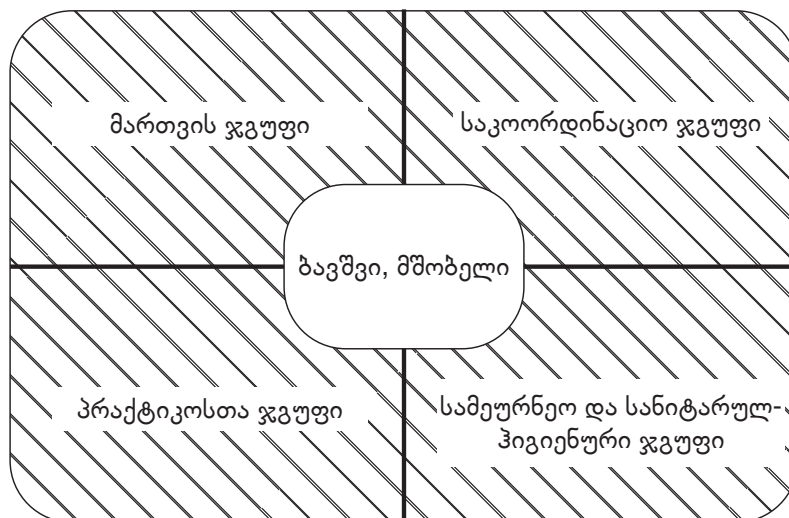 მართვის ჯგუფი
საკოორდინაციო ჯგუფი
ბავშვი, მშობელი
პრაქტიკოსთა ჯგუფი
სამეურნეო და სანიტარულ-
ჰიგიენური ჯგუფი